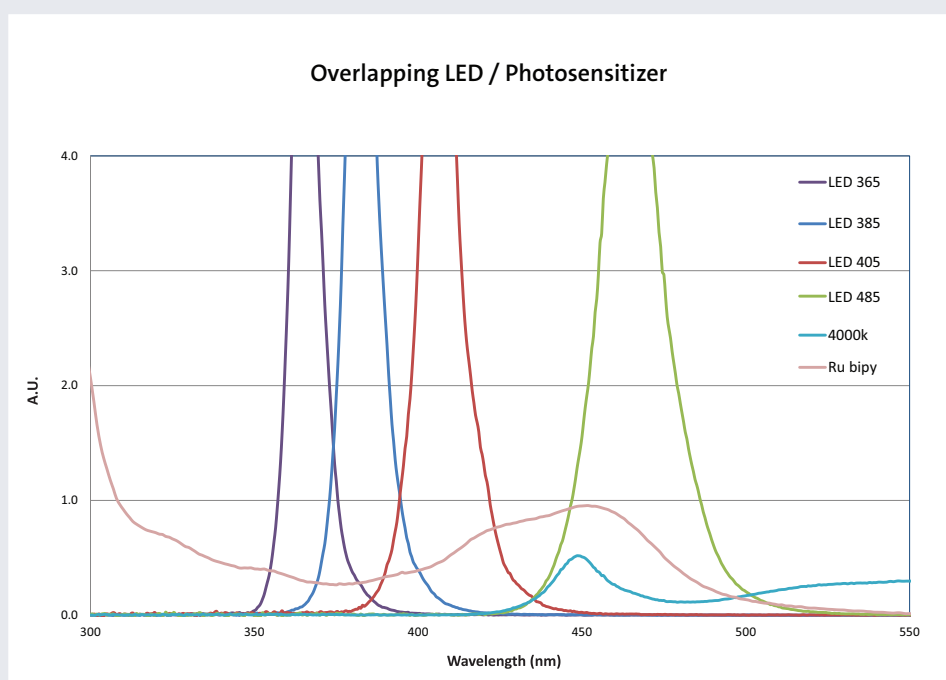 Overlapping LED / Photosensitizer
4.0
3.0
2.0
1.0
0.0
A.U.
300
350
400
450
500
550
Wavelength (nm)
LED 365
LED 385
LED 405
LED 485
4000k
Ru bipy